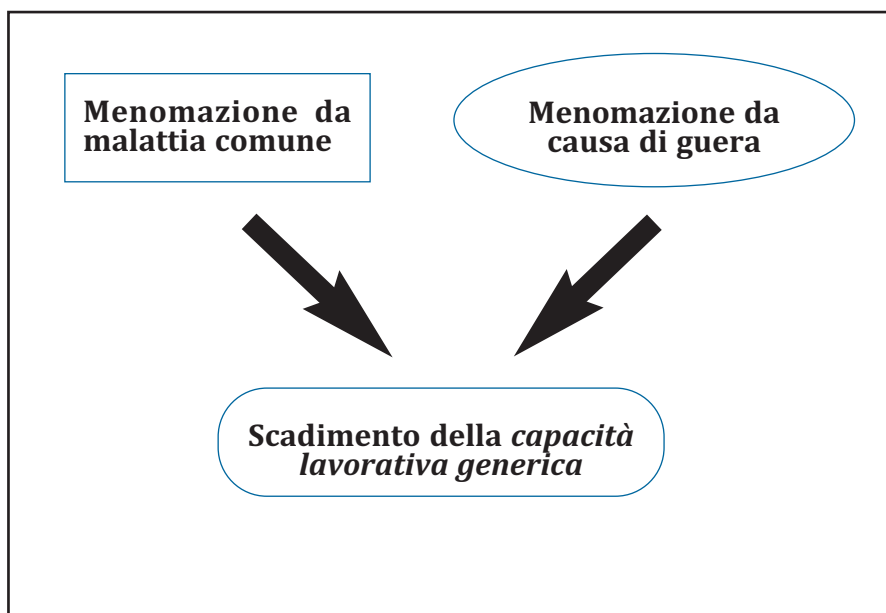 Menomazione da
malattia comune
Menomazione da
causa di guera
Scadimento della capacità
lavorativa generica